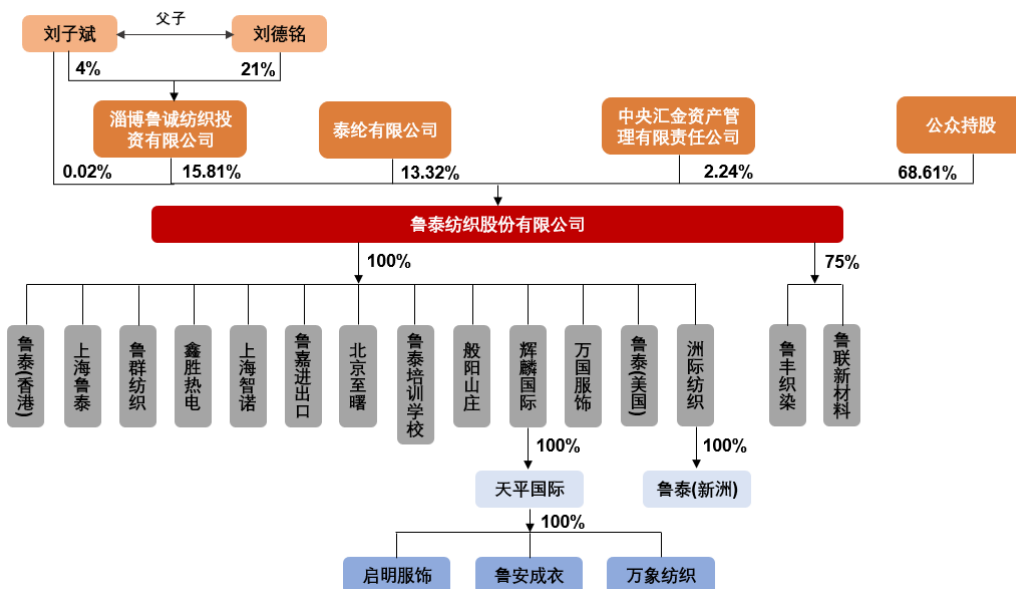 父子
刘子斌
刘德铭
4%
21%
淄博鲁诚纺织投
资有限公司
泰纶有限公司
中央汇金资产管
理有限责任公司
公众持股
0.02%
15.81%
13.32%
2.24%
68.61%
鲁泰纺织股份有限公司
100%
75%
鲁泰(香港)
上海鲁泰
鲁群纺织
鑫胜热电
上海智诺
鲁嘉进出口
北京至曙
鲁泰培训学校
般阳山庄
辉麟国际
万国服饰
鲁泰(美国)
洲际纺织
鲁丰织染
鲁联新材料
100%
100%
天平国际
鲁泰(新洲)
100%
启明服饰
鲁安成衣
万象纺织